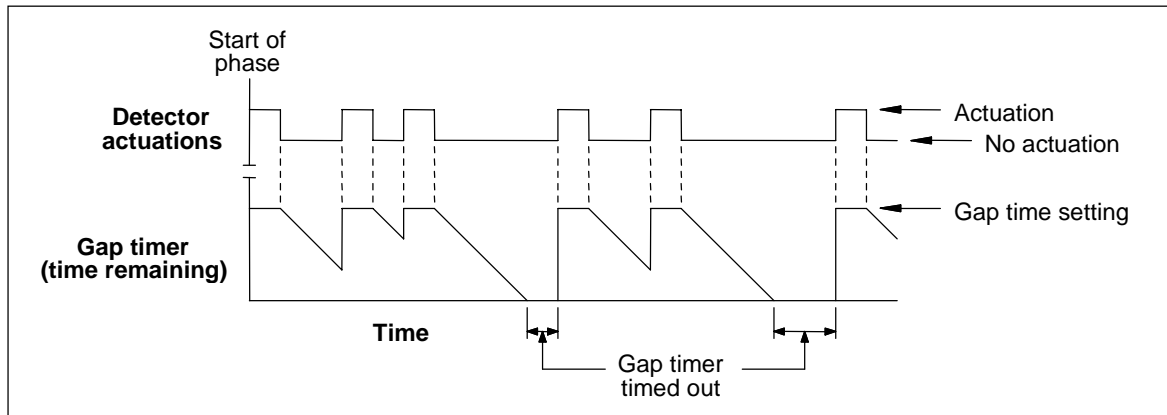 Start of
phase
Detector
actuations
Actuation
No actuation
Gap time setting
Gap timer
(time remaining)
Time
Gap timer
timed out